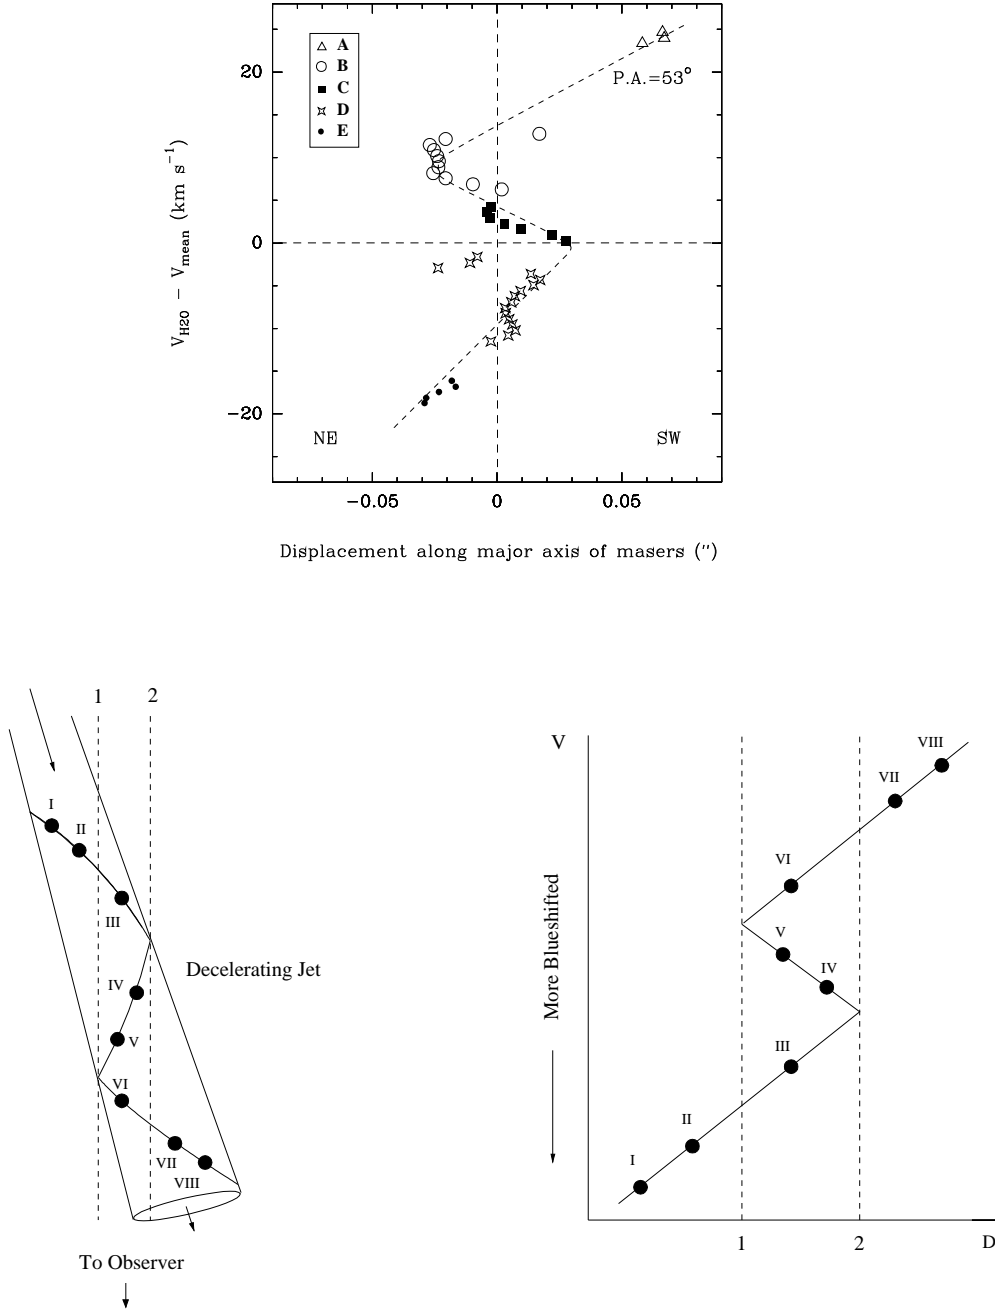 A
B
C
D
E
P.A.=53°
20
0
−20
V_H2O − V_mean (km s⁻¹)
NE
SW
−0.05
0
0.05
Displacement along major axis of masers (")
1
2
I
II
III
IV
V
VI
VII
VIII
Decelerating Jet
To Observer
V
More Blueshifted
VIII
VII
VI
V
IV
III
II
I
1
2
D